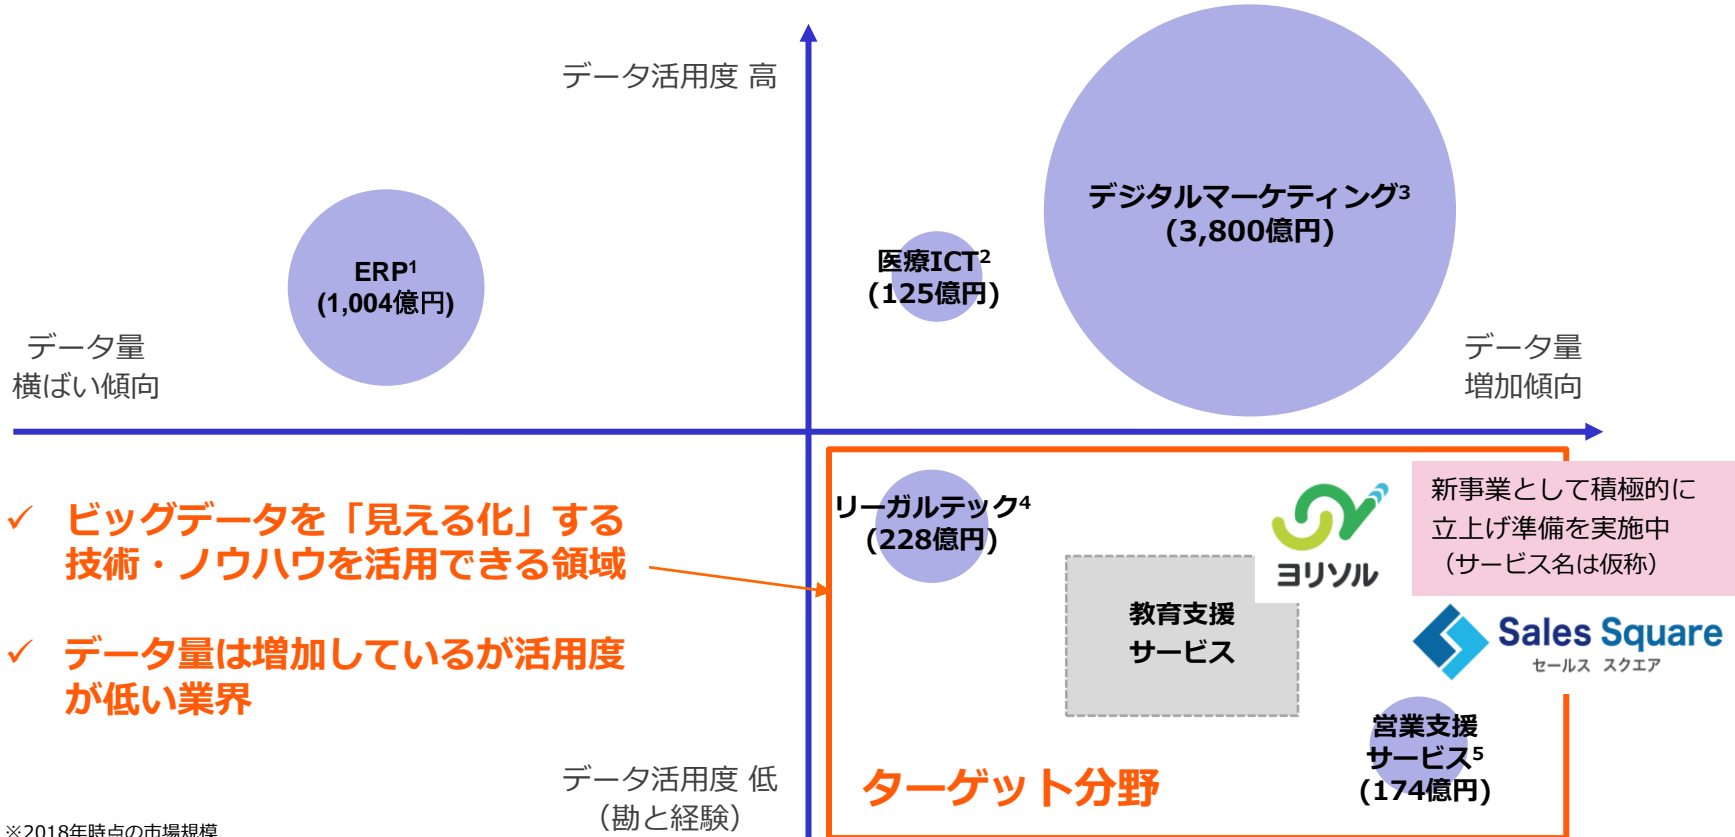 データ活用度 高
デジタルマーケティング3
(3,800億円)
ERP1
(1,004億円)
医療ICT2
(125億円)
データ量
横ばい傾向
データ量
増加傾向
✓ ビッグデータを「見える化」する
技術・ノウハウを活用できる領域
✓ データ量は増加しているが活用度
が低い業界
リーガルテック4
(228億円)
ヨリソル
新事業として積極的に
立上げ準備を実施中
（サービス名は仮称）
教育支援
サービス
Sales Square
セールス スクエア
営業支援
サービス5
(174億円)
ターゲット分野
データ活用度 低
（勘と経験）
※2018年時点の市場規模